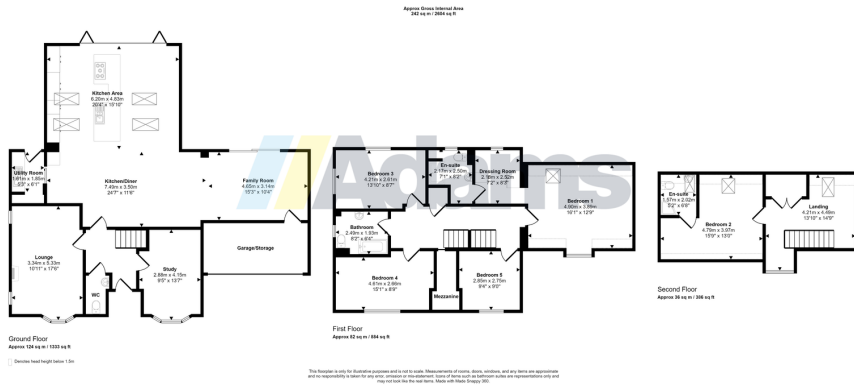 Approx Gross Internal Area
242 sq m / 2604 sq ft
Adams
Kitchen Area
6.20m x 4.83m
20'4" x 15'10"
Utility Room
1.61m x 1.85m
5'3" x 6'1"
Kitchen/Diner
7.49m x 3.50m
24'7" x 11'6"
Family Room
4.65m x 3.14m
15'3" x 10'4"
Lounge
3.34m x 5.33m
10'11" x 17'6"
Garage/Storage
Study
2.88m x 4.15m
9'5" x 13'7"
WC
Ground Floor
Approx 124 sq m / 1333 sq ft
Denotes head height below 1.5m
Bedroom 3
4.21m x 2.61m
13'10" x 8'7"
En-suite
2.17m x 2.50m
7'1" x 8'2"
Dressing Room
2.18m x 2.52m
7'2" x 8'3"
Bedroom 1
4.90m x 3.89m
16'1" x 12'9"
Bathroom
2.49m x 1.93m
8'2" x 6'4"
Bedroom 4
4.61m x 2.66m
15'1" x 8'9"
Mezzanine
Bedroom 5
2.85m x 2.75m
9'4" x 9'0"
First Floor
Approx 82 sq m / 884 sq ft
En-suite
1.57m x 2.02m
5'2" x 6'8"
Bedroom 2
4.79m x 3.97m
15'9" x 13'0"
Landing
4.21m x 4.49m
13'10" x 14'9"
Second Floor
Approx 36 sq m / 386 sq ft
This floorplan is only for illustrative purposes and is not to scale. Measurements of rooms, doors, windows, and any items are approximate
and no responsibility is taken for any error, omission or mis-statement. Icons of items such as bathroom suites are representations only and
may not look like the real items. Made with Made Snappy 360.